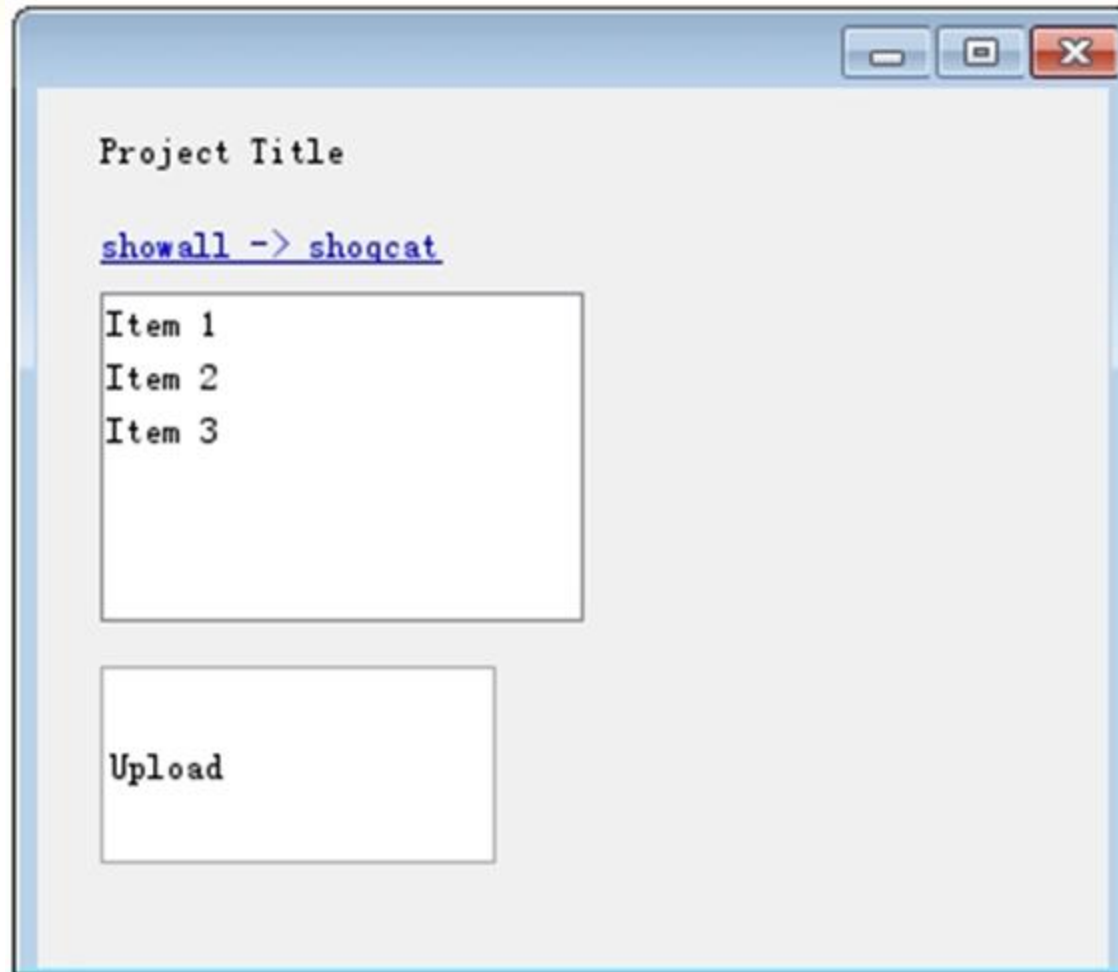 Project Title
showall -> shoqcat
Item 1
Item 2
Item 3
Upload